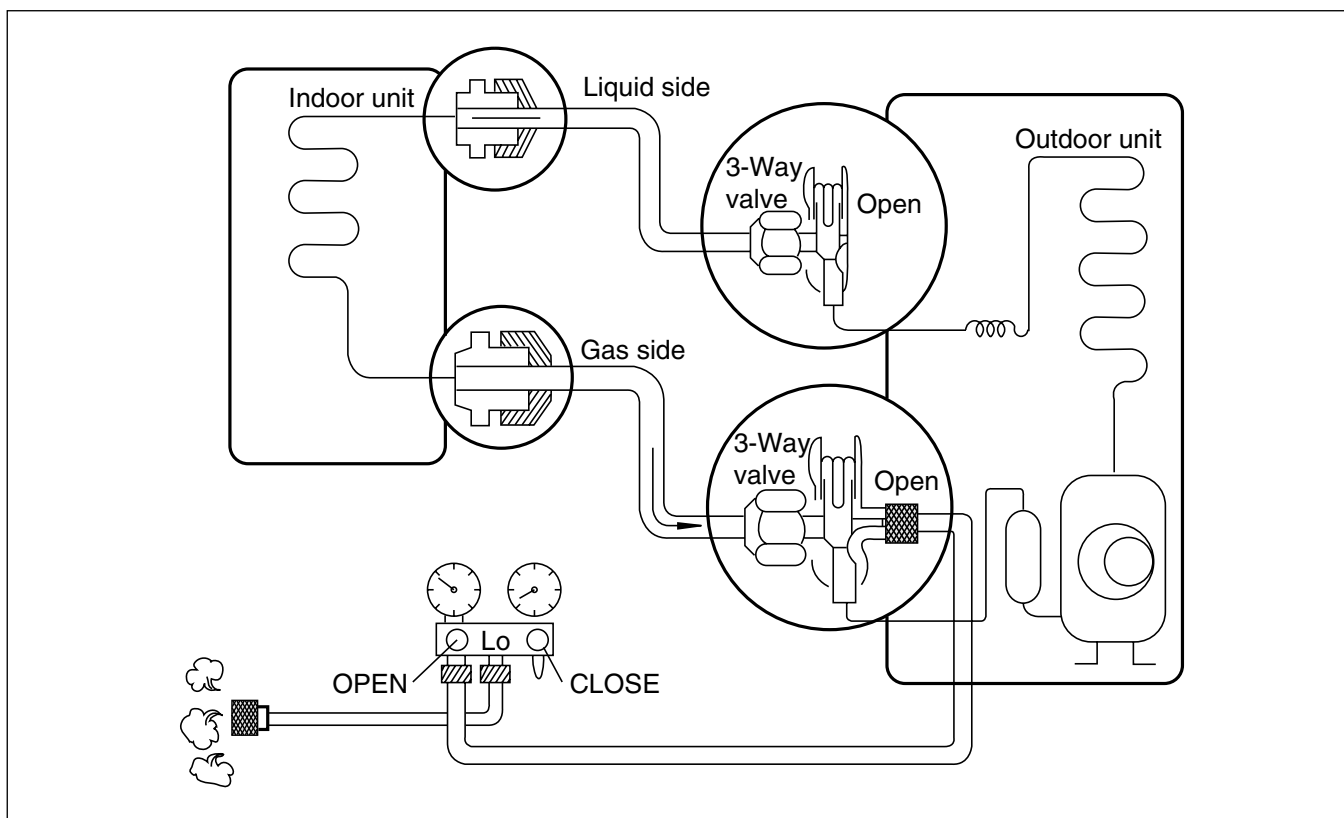 Indoor unit
Liquid side
3-Way
valve
Open
Outdoor unit
Gas side
3-Way
valve
Open
Lo
OPEN
CLOSE